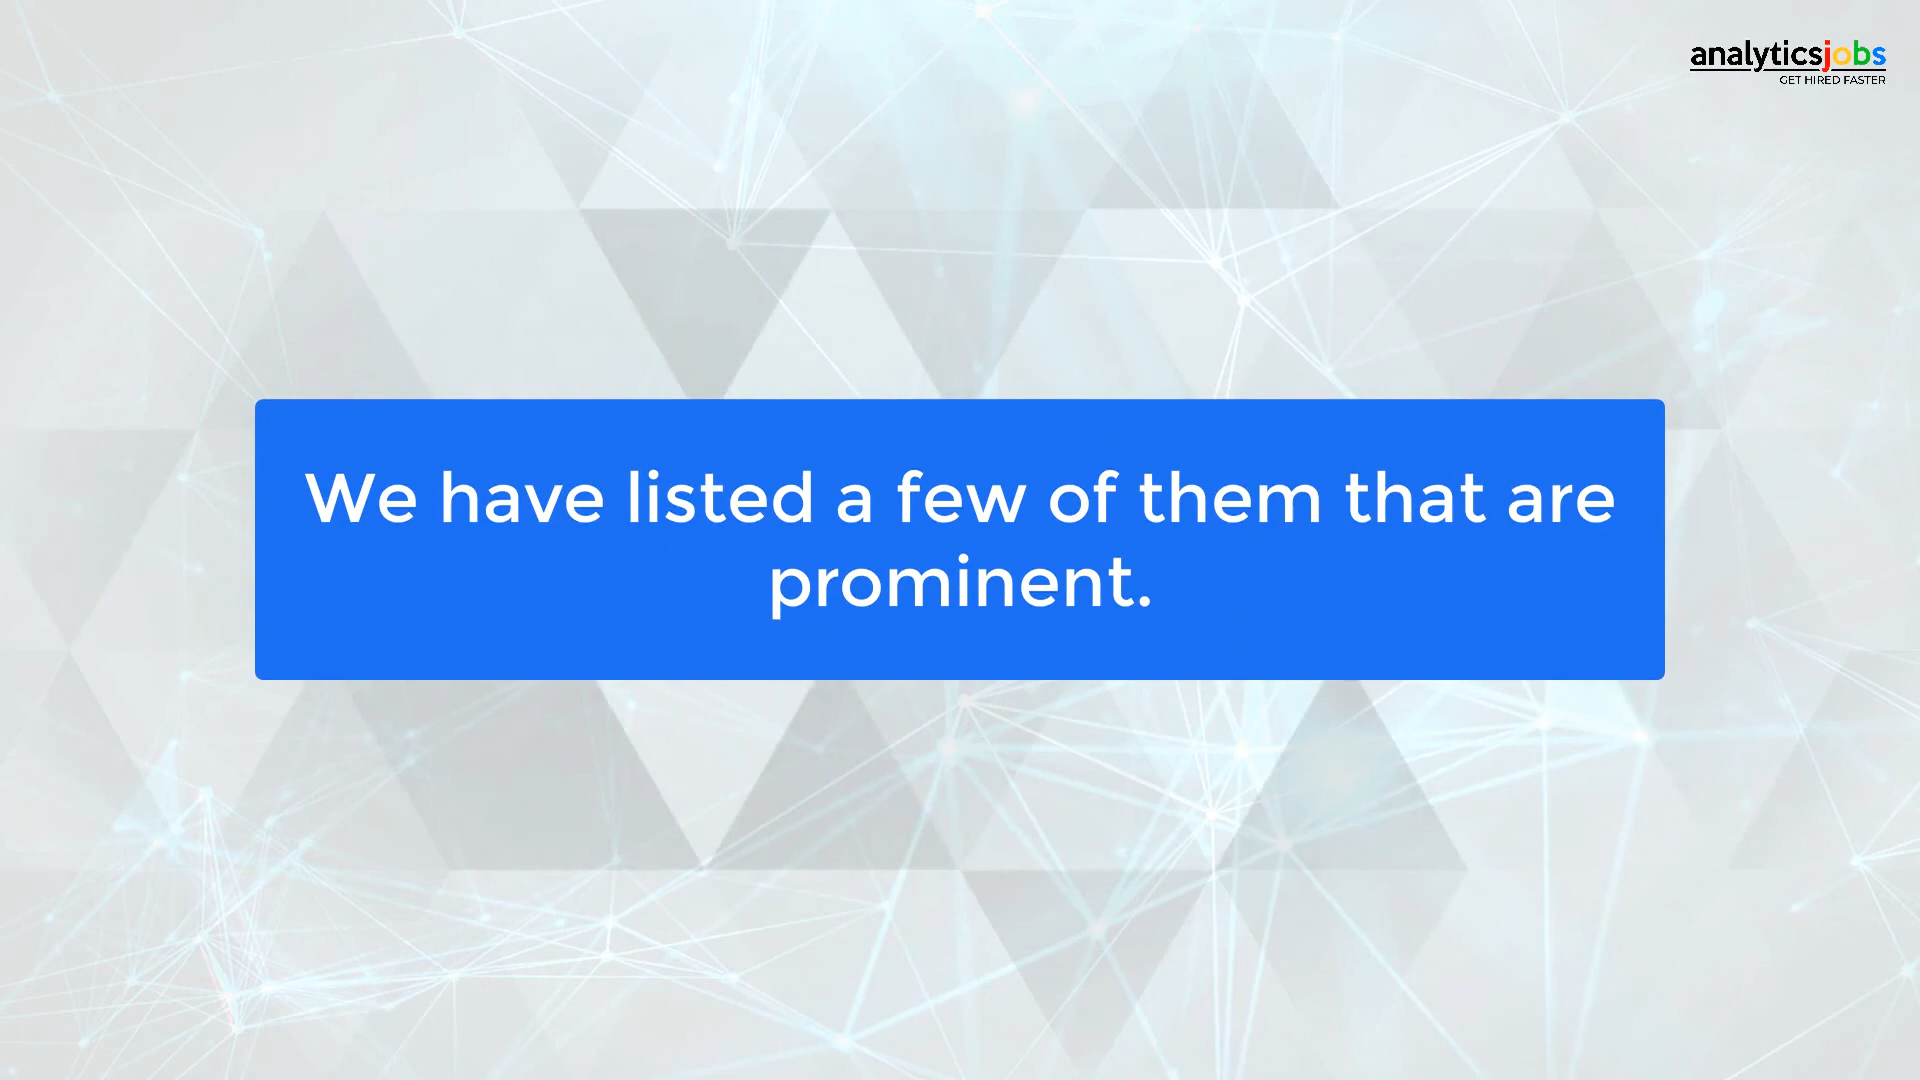 analyticsjobs
GET HIRED FASTER
We have listed a few of them that are
prominent.